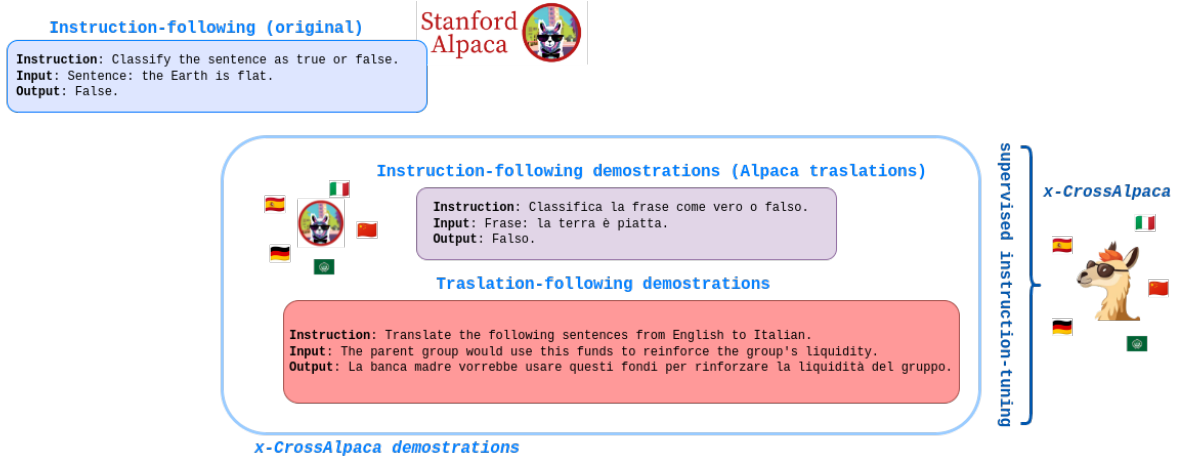 Instruction-following (original)
Stanford
Alpaca
Instruction: Classify the sentence as true or false.
Input: Sentence: the Earth is flat.
Output: False.
Instruction-following demostrations (Alpaca traslations)
Instruction: Classifica la frase come vero o falso.
Input: Frase: la terra è piatta.
Output: Falso.
Traslation-following demostrations
Instruction: Translate the following sentences from English to Italian.
Input: The parent group would use this funds to reinforce the group's liquidity.
Output: La banca madre vorrebbe usare questi fondi per rinforzare la liquidità del gruppo.
x-CrossAlpaca demostrations
supervised instruction-tuning
x-CrossAlpaca